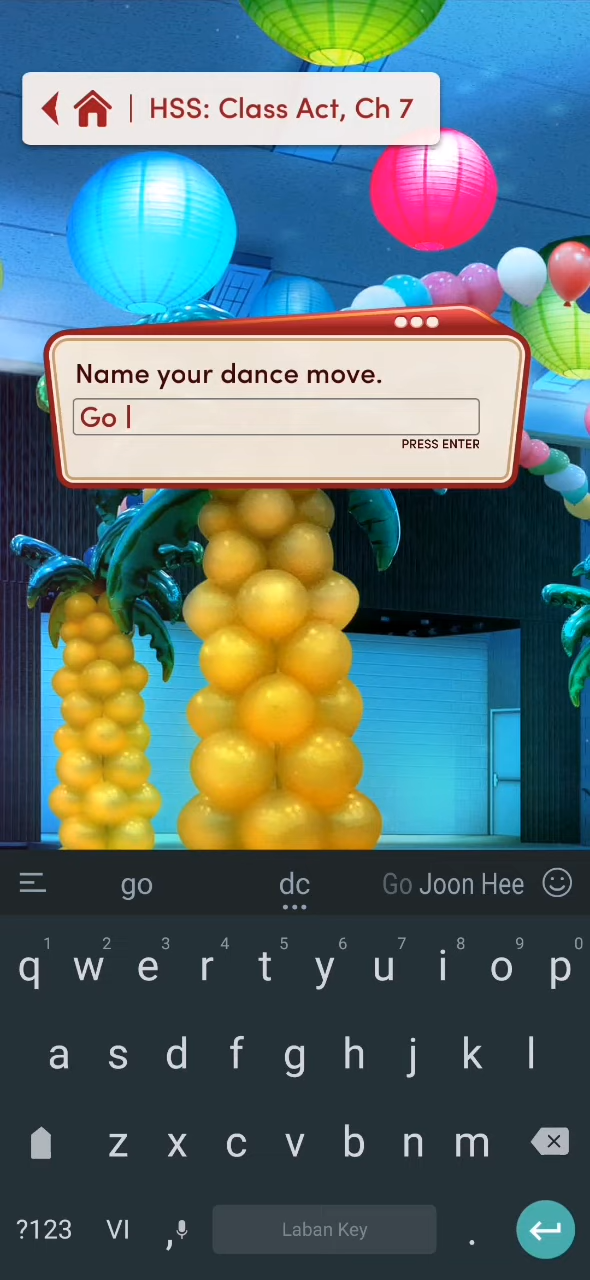 HSS: Class Act, Ch 7
Name your dance move.
Go
PRESS ENTER
go dc Go Joon Hee
1 2 3 4 5 6 7 8 9 0
q w e r t y u i o p
a s d f g h j k l
z x c v b n m
?123 VI , Laban Key .